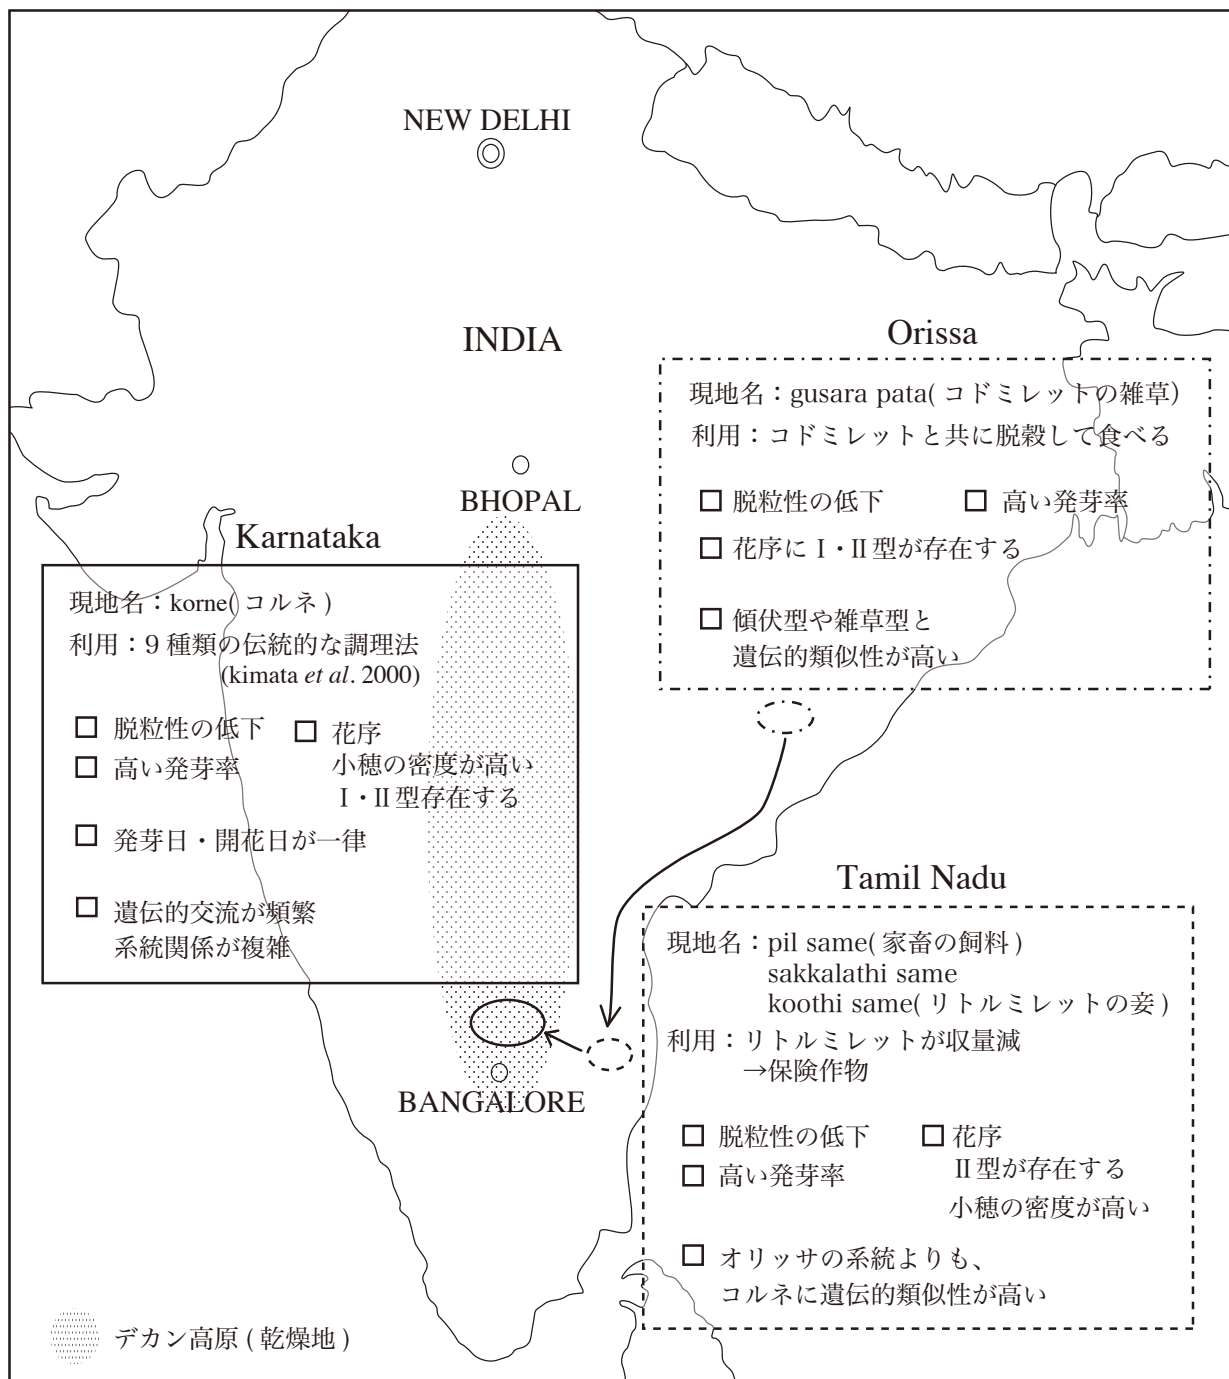 NEW DELHI
INDIA
BHOPAL
Orissa
現地名：gusara pata( コドミレットの雑草)
利用：コドミレットと共に脱穀して食べる
□ 脱粒性の低下 □ 高い発芽率
□ 花序に I・II 型が存在する
□ 傾伏型や雑草型と
遺伝的類似性が高い
Karnataka
現地名：korne( コルネ )
利用：9 種類の伝統的な調理法
(kimata et al. 2000)
□ 脱粒性の低下 □ 花序
□ 高い発芽率 小穂の密度が高い
I・II 型存在する
□ 発芽日・開花日が一律
□ 遺伝的交流が頻繁
系統関係が複雑
BANGALORE
Tamil Nadu
現地名：pil same( 家畜の飼料 )
sakkalathi same
koothi same( リトルミレットの妾 )
利用：リトルミレットが収量減
→保険作物
□ 脱粒性の低下 □ 花序
□ 高い発芽率 II 型が存在する
小穂の密度が高い
□ オリッサの系統よりも、
コルネに遺伝的類似性が高い
デカン高原 ( 乾燥地 )